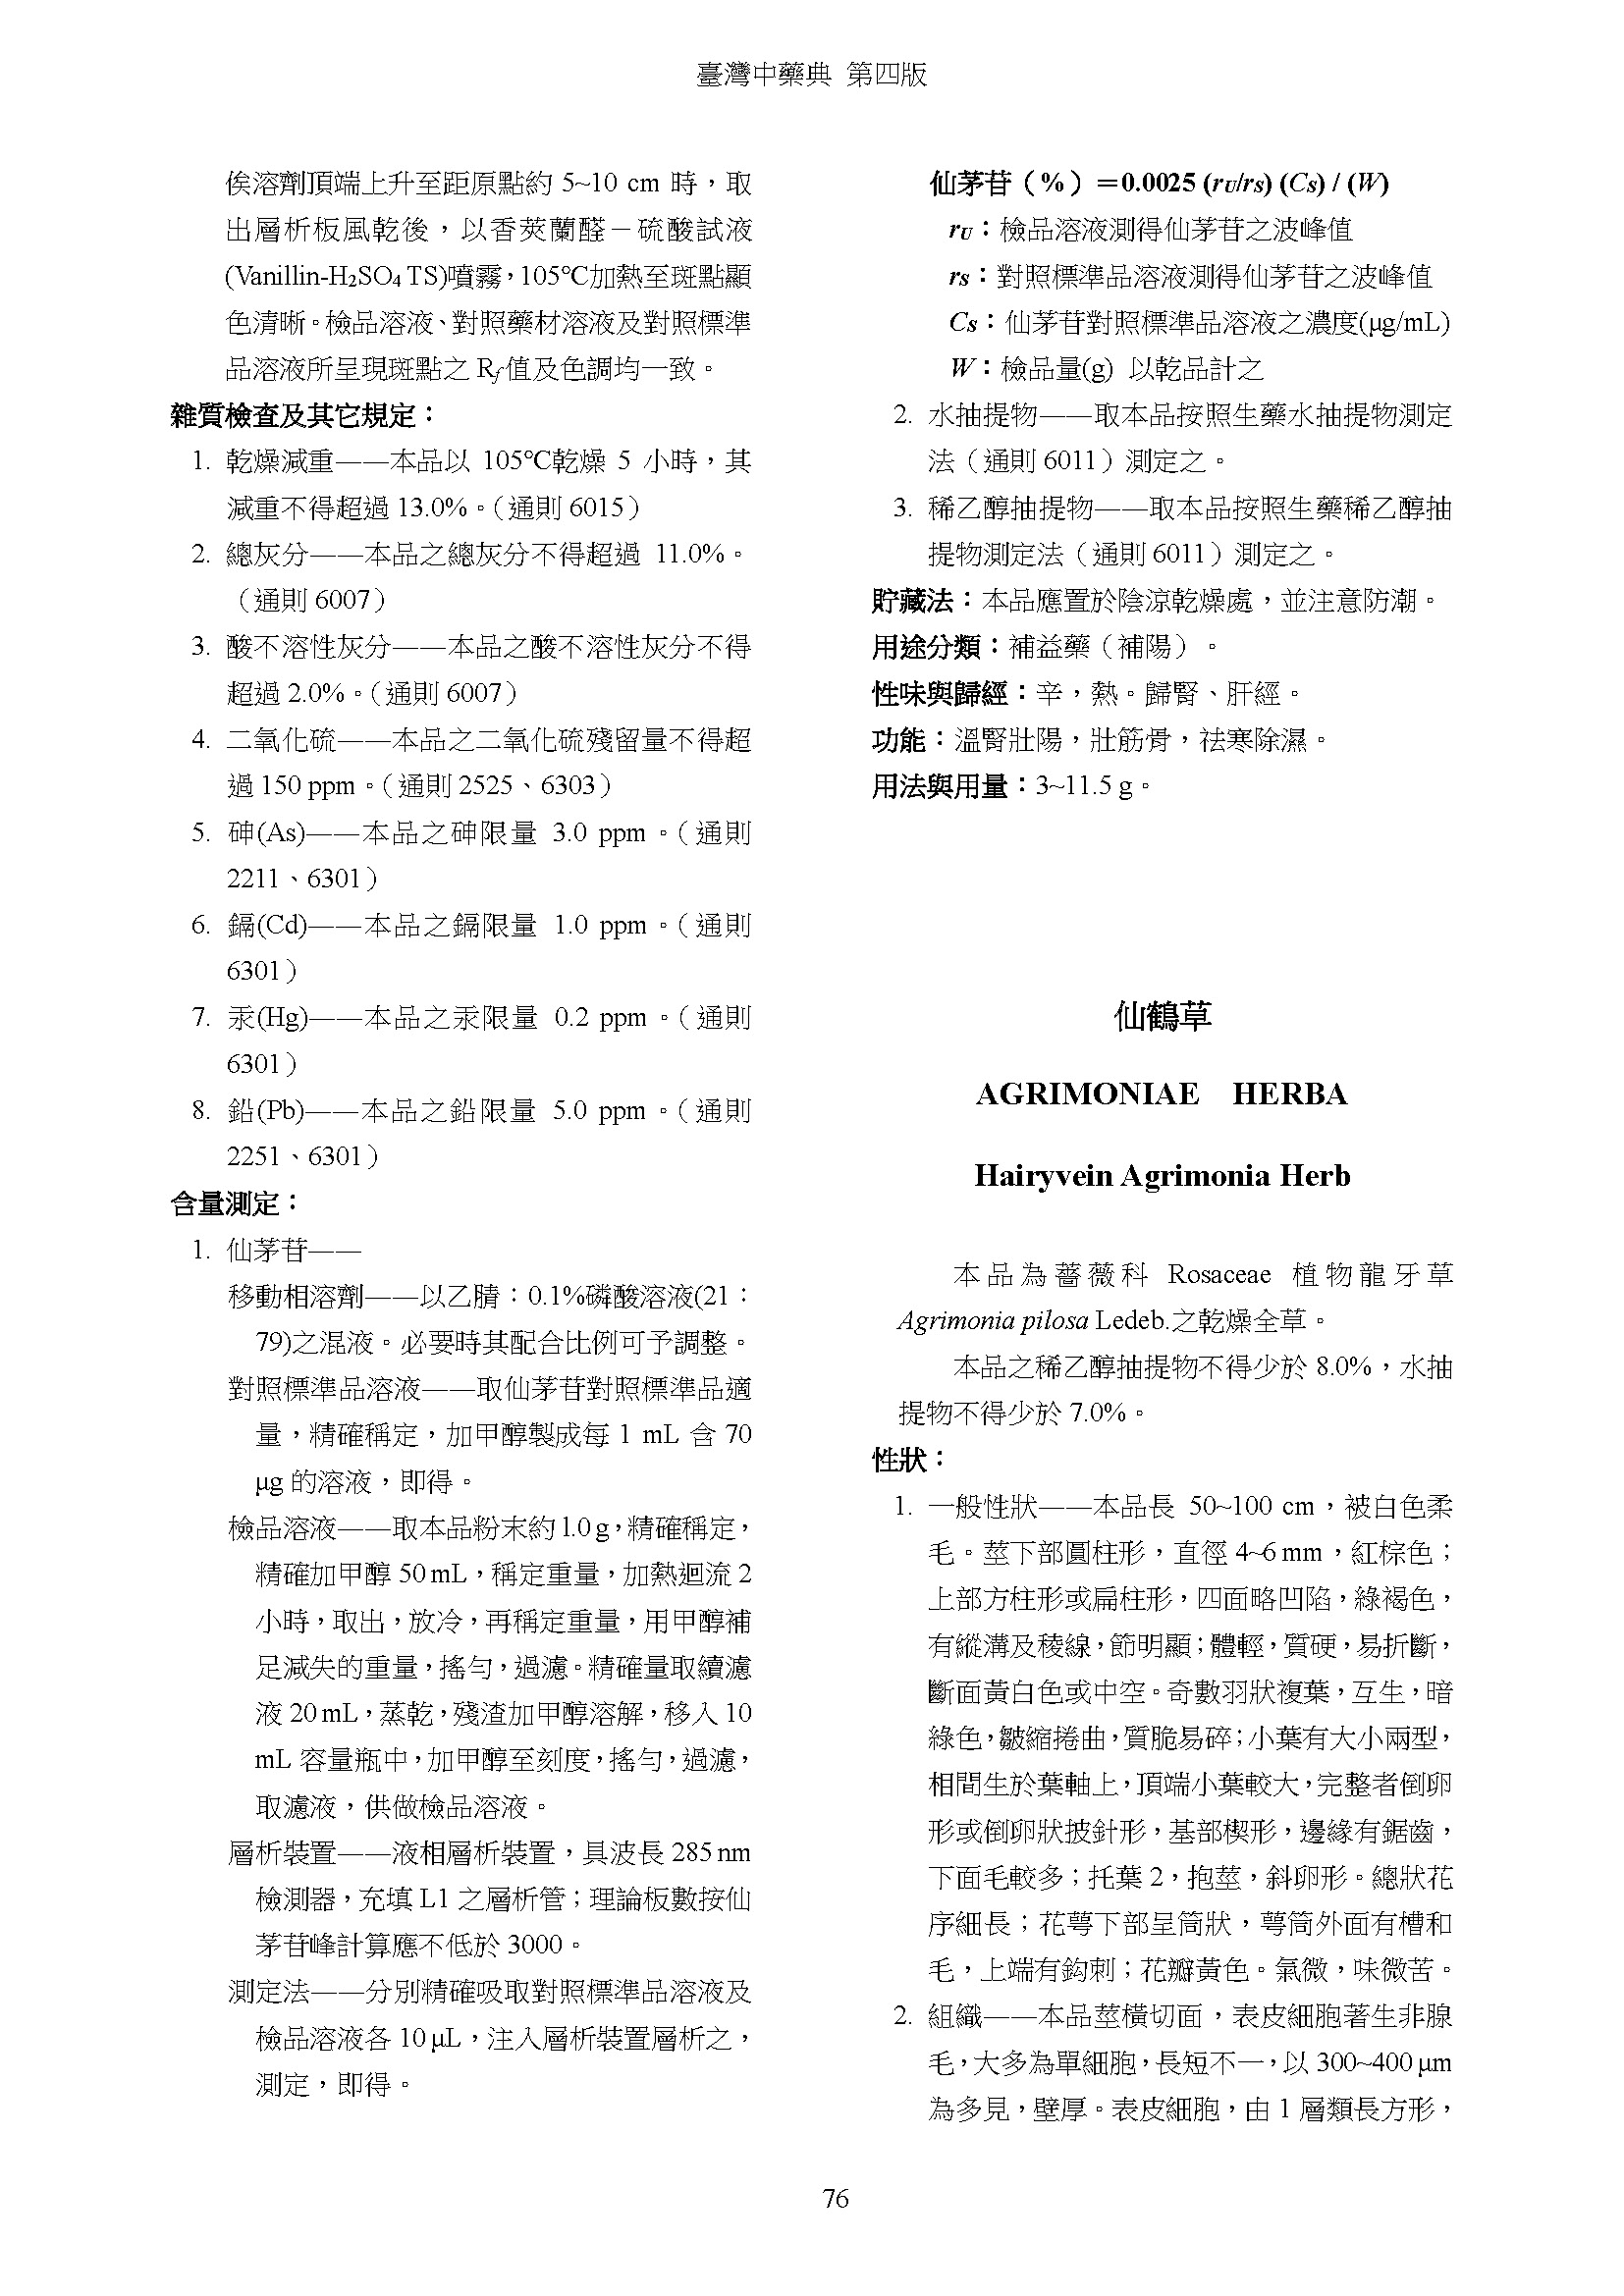 臺灣中藥典 第四版
俟溶劑頂端上升至距原點約 5~10 cm 時，取
出層析板風乾後，以香莢蘭醛－硫酸試液
(Vanillin-H₂SO₄ TS)噴霧，105℃加熱至斑點顯
色清晰。檢品溶液、對照藥材溶液及對照標準
品溶液所呈現斑點之 Rf 值及色調均一致。
雜質檢查及其它規定：
1. 乾燥減重——本品以 105℃乾燥 5 小時，其
減重不得超過 13.0%。（通則 6015）
2. 總灰分——本品之總灰分不得超過 11.0%。
（通則 6007）
3. 酸不溶性灰分——本品之酸不溶性灰分不得
超過 2.0%。（通則 6007）
4. 二氧化硫——本品之二氧化硫殘留量不得超
過 150 ppm。（通則 2525、6303）
5. 砷(As)——本品之砷限量 3.0 ppm。（通則
2211、6301）
6. 鎘(Cd)——本品之鎘限量 1.0 ppm。（通則
6301）
7. 汞(Hg)——本品之汞限量 0.2 ppm。（通則
6301）
8. 鉛(Pb)——本品之鉛限量 5.0 ppm。（通則
2251、6301）
含量測定：
1. 仙茅苷——
移動相溶劑——以乙腈：0.1%磷酸溶液(21：
79)之混液。必要時其配合比例可予調整。
對照標準品溶液——取仙茅苷對照標準品適
量，精確稱定，加甲醇製成每 1 mL 含 70
μg 的溶液，即得。
檢品溶液——取本品粉末約 1.0 g，精確稱定，
精確加甲醇 50 mL，稱定重量，加熱迴流 2
小時，取出，放冷，再稱定重量，用甲醇補
足減失的重量，搖勻，過濾。精確量取續濾
液 20 mL，蒸乾，殘渣加甲醇溶解，移入 10
mL 容量瓶中，加甲醇至刻度，搖勻，過濾，
取濾液，供做檢品溶液。
層析裝置——液相層析裝置，具波長 285 nm
檢測器，充填 L1 之層析管；理論板數按仙
茅苷峰計算應不低於 3000。
測定法——分別精確吸取對照標準品溶液及
檢品溶液各 10 μL，注入層析裝置層析之，
測定，即得。
仙茅苷（%）＝0.0025 (rU/rS) (CS) / (W)
rU：檢品溶液測得仙茅苷之波峰值
rS：對照標準品溶液測得仙茅苷之波峰值
CS：仙茅苷對照標準品溶液之濃度(μg/mL)
W：檢品量(g) 以乾品計之
2. 水抽提物——取本品按照生藥水抽提物測定
法（通則 6011）測定之。
3. 稀乙醇抽提物——取本品按照生藥稀乙醇抽
提物測定法（通則 6011）測定之。
貯藏法：本品應置於陰涼乾燥處，並注意防潮。
用途分類：補益藥（補陽）。
性味與歸經：辛，熱。歸腎、肝經。
功能：溫腎壯陽，壯筋骨，祛寒除濕。
用法與用量：3~11.5 g。
仙鶴草
AGRIMONIAE HERBA
Hairyvein Agrimonia Herb
本品為薔薇科 Rosaceae 植物龍牙草
Agrimonia pilosa Ledeb.之乾燥全草。
本品之稀乙醇抽提物不得少於 8.0%，水抽
提物不得少於 7.0%。
性狀：
1. 一般性狀——本品長 50~100 cm，被白色柔
毛。莖下部圓柱形，直徑 4~6 mm，紅棕色；
上部方柱形或扁柱形，四面略凹陷，綠褐色，
有縱溝及稜線，節明顯；體輕，質硬，易折斷，
斷面黃白色或中空。奇數羽狀複葉，互生，暗
綠色，皺縮捲曲，質脆易碎；小葉有大小兩型，
相間生於葉軸上，頂端小葉較大，完整者倒卵
形或倒卵狀披針形，基部楔形，邊緣有鋸齒，
下面毛較多；托葉 2，抱莖，斜卵形。總狀花
序細長；花萼下部呈筒狀，萼筒外面有槽和
毛，上端有鉤刺；花瓣黃色。氣微，味微苦。
2. 組織——本品莖橫切面，表皮細胞著生非腺
毛，大多為單細胞，長短不一，以 300~400 μm
為多見，壁厚。表皮細胞，由 1 層類長方形，
76